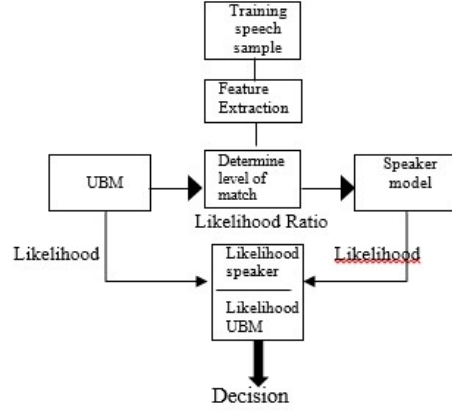 Training
speech
sample
Feature
Extraction
UBM
Determine
level of
match
Speaker
model
Likelihood Ratio
Likelihood
Likelihood
speaker
Likelihood
UBM
Likelihood
Decision